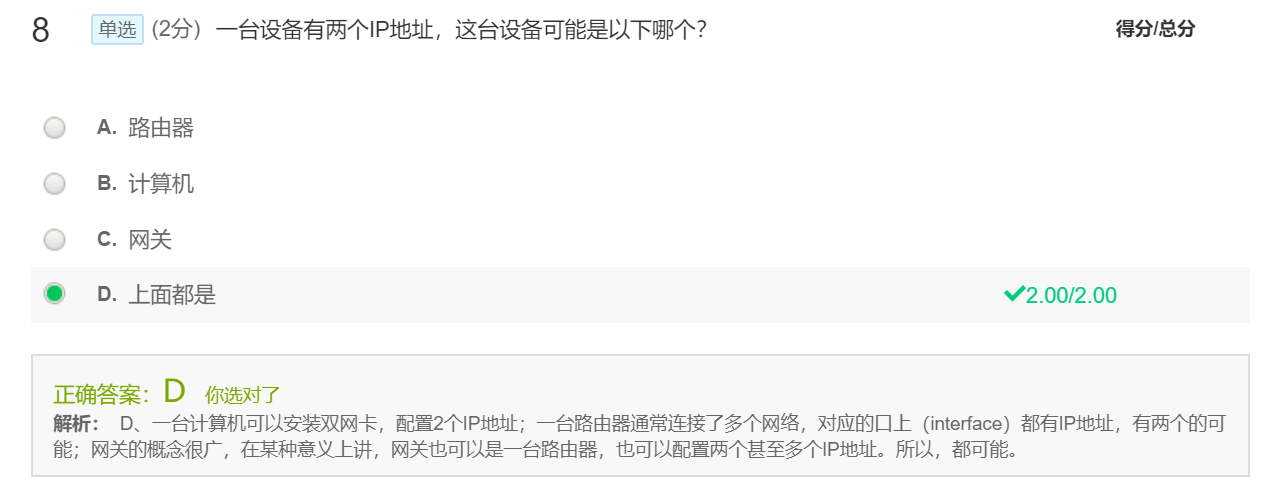 8 单选 (2分) 一台设备有两个IP地址，这台设备可能是以下哪个？ 得分/总分
A. 路由器
B. 计算机
C. 网关
D. 上面都是 2.00/2.00
正确答案：D 你选对了
解析： D、一台计算机可以安装双网卡，配置2个IP地址；一台路由器通常连接了多个网络，对应的口上（interface）都有IP地址，有两个的可
能；网关的概念很广，在某种意义上讲，网关也可以是一台路由器，也可以配置两个甚至多个IP地址。所以，都可能。